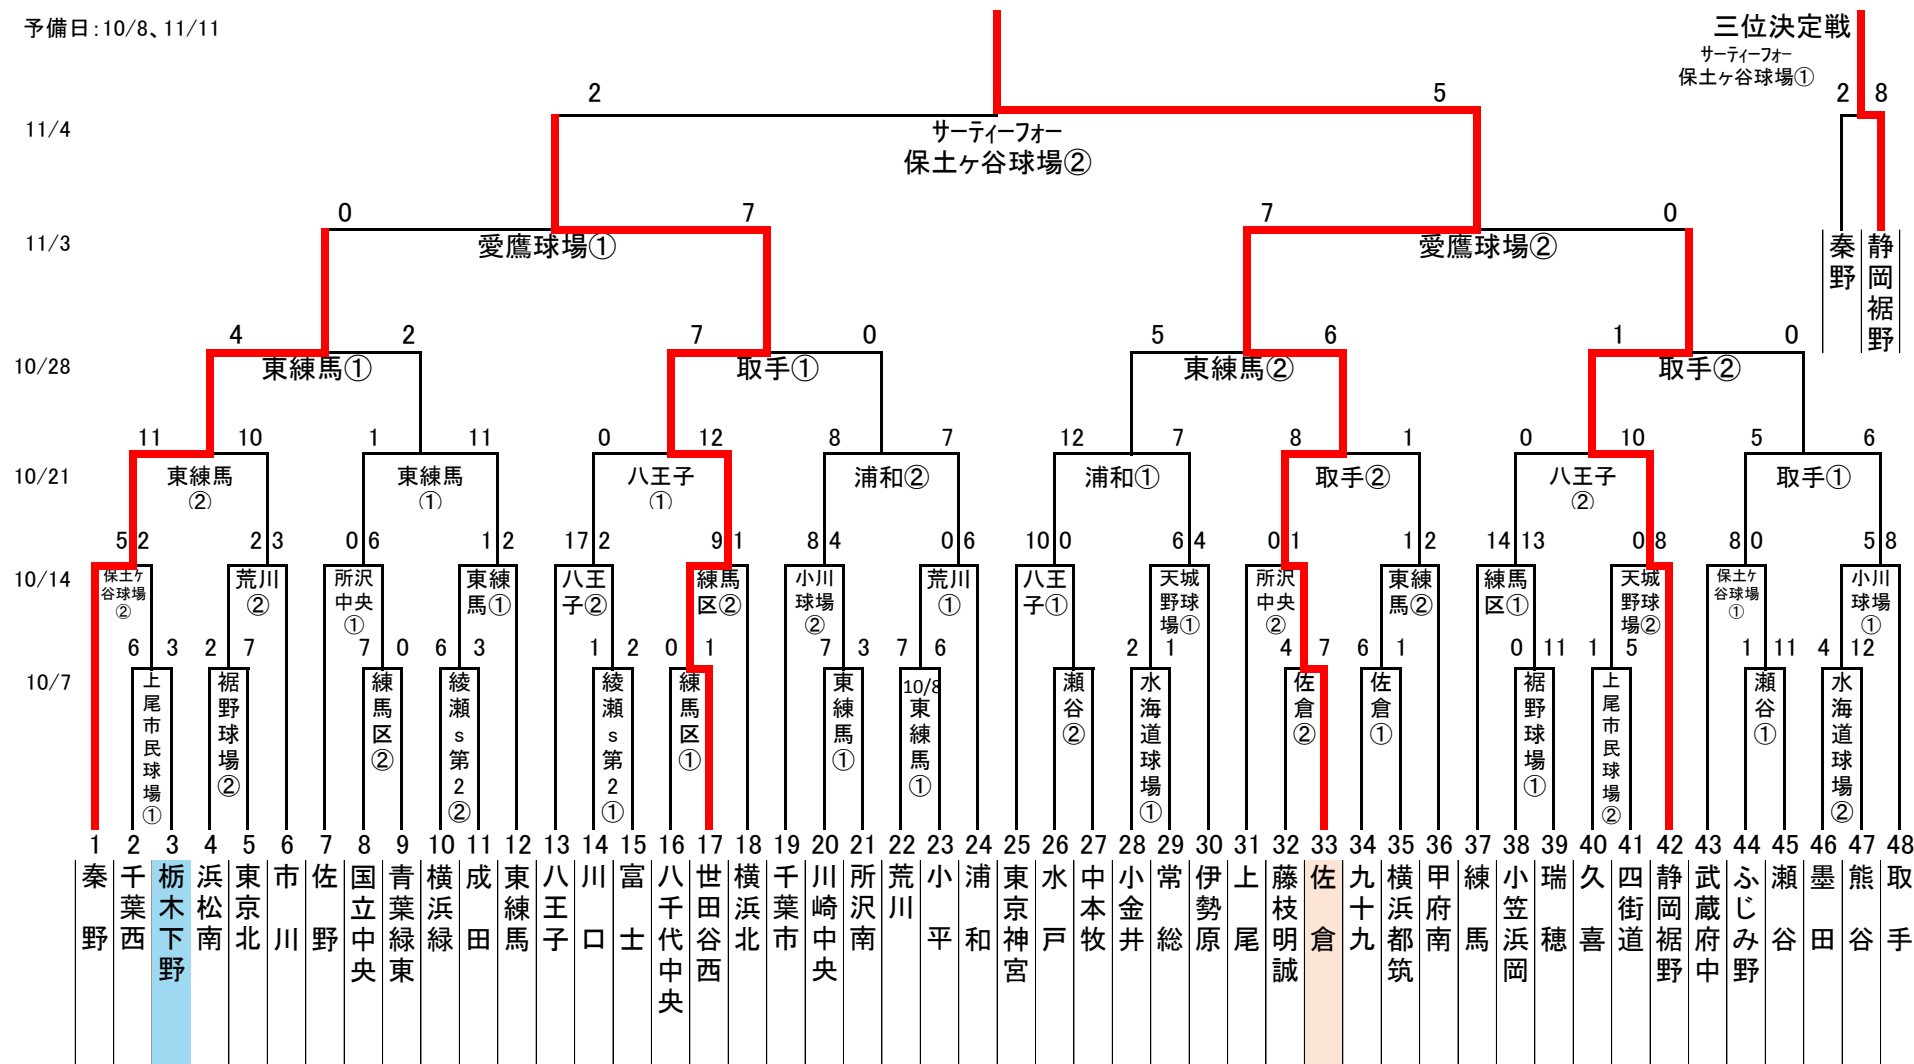 予備日：10/8、11/11
三位決定戦
サーティーフォー
保土ヶ谷球場①
2 8
秦野
静岡裾野
11/4
2 5
サーティーフォー
保土ヶ谷球場②
11/3
0 7 7 0
愛鷹球場① 愛鷹球場②
10/28
4 2 7 0 5 6 1 0
東練馬① 取手① 東練馬② 取手②
10/21
11 10 1 11 0 12 8 7 12 7 8 1 0 10 5 6
東練馬② 東練馬① 八王子① 浦和② 浦和① 取手② 八王子② 取手①
10/14
5 2 2 3 0 6 1 2 17 2 9 1 8 4 0 6 10 0 6 4 0 1 1 2 14 13 0 8 8 0 5 8
保土ヶ谷球場②
荒川②
所沢中央①
東練馬①
八王子②
練馬区②
小川球場②
荒川①
八王子①
天城野球場①
所沢中央②
東練馬②
練馬区①
天城野球場②
保土ヶ谷球場①
小川球場①
10/7
6 3 2 7 7 0 6 3 1 2 0 1 7 3 7 6 2 1 4 7 6 1 0 11 1 5 1 11 4 12
上尾市民球場①
裾野球場②
練馬区②
綾瀬s第2②
綾瀬s第2①
練馬区①
東練馬①
10/8
東練馬①
瀬谷②
水海道球場①
佐倉②
佐倉①
裾野球場①
上尾市民球場②
瀬谷①
水海道球場②
1 秦野
2 千葉西
3 栃木下野
4 浜松南
5 東京北
6 市川
7 佐野
8 国立中央
9 青葉緑東
10 横浜緑
11 成田
12 東練馬
13 八王子
14 川口
15 富士
16 八千代中央
17 世田谷西
18 横浜北
19 千葉市
20 川崎中央
21 所沢南
22 荒川
23 小平
24 浦和
25 東京神宮
26 水戸
27 中本牧
28 小金井
29 常総
30 伊勢原
31 上尾
32 藤枝明誠
33 佐倉
34 九十九
35 横浜都筑
36 甲府南
37 練馬
38 小笠浜岡
39 瑞穂
40 久喜
41 四街道
42 静岡裾野
43 武蔵府中
44 ふじみ野
45 瀬谷
46 墨田
47 熊谷
48 取手